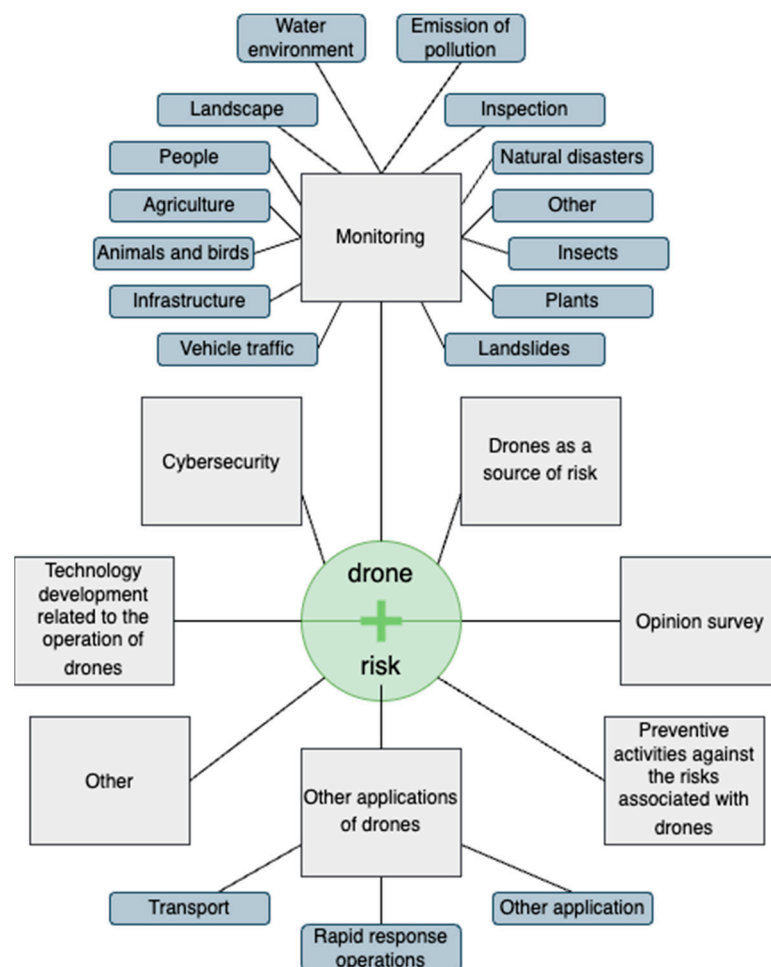 Water
environment
Emission of
pollution
Landscape
Inspection
People
Natural disasters
Agriculture
Other
Monitoring
Animals and birds
Insects
Infrastructure
Plants
Vehicle traffic
Landslides
Cybersecurity
Drones as a
source of risk
drone
+
risk
Technology
development
related to the
operation of
drones
Opinion survey
Other
Other applications
of drones
Preventive
activities against
the risks
associated with
drones
Transport
Rapid response
operations
Other application